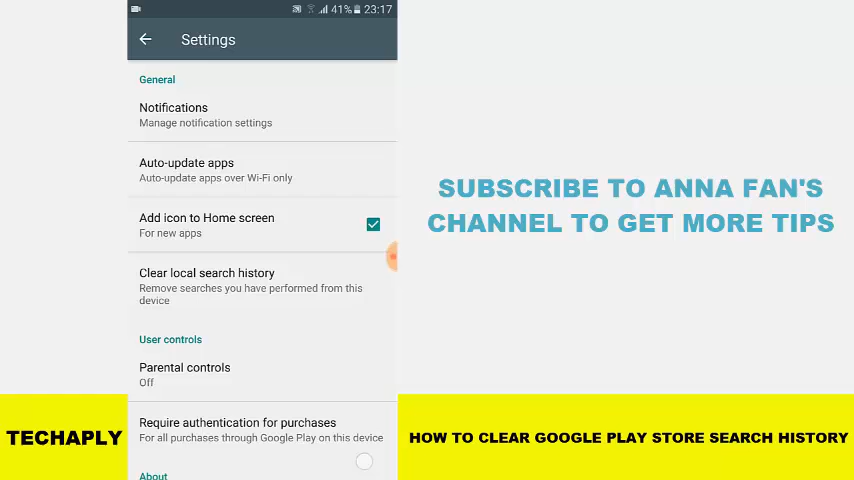 41% 23:17
Settings
General
Notifications
Manage notification settings
Auto-update apps
Auto-update apps over Wi-Fi only
Add icon to Home screen
For new apps
Clear local search history
Remove searches you have performed from this
device
User controls
Parental controls
Off
Require authentication for purchases
For all purchases through Google Play on this device
About
SUBSCRIBE TO ANNA FAN'S
CHANNEL TO GET MORE TIPS
TECHAPLY
HOW TO CLEAR GOOGLE PLAY STORE SEARCH HISTORY